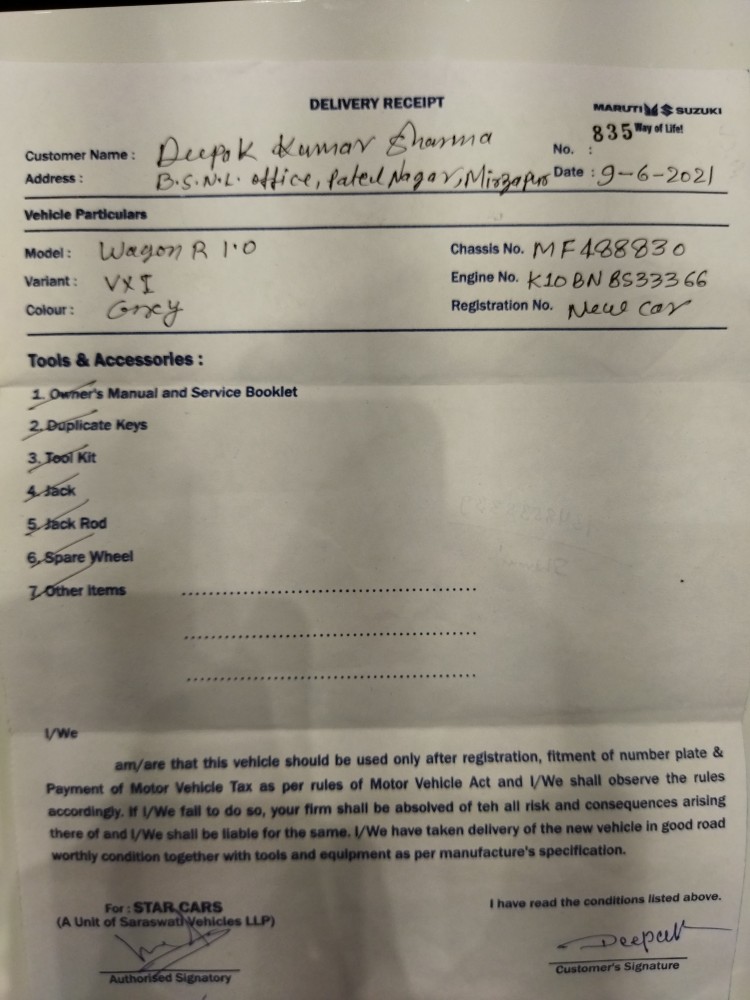 DELIVERY RECEIPT
MARUTI SUZUKI
Way of Life!
Customer Name : Deepak Kumar Sharma
No. : 835
Address : B.S.N.L. office, Patel Nagar, Mirzapur
Date : 9-6-2021
Vehicle Particulars
Model : Wagon R 1.0
Chassis No. MF488830
Variant : VXI
Engine No. K10BN8533366
Colour : Grey
Registration No. New car
Tools & Accessories :
1. Owner's Manual and Service Booklet
2. Duplicate Keys
3. Tool Kit
4. Jack
5. Jack Rod
6. Spare Wheel
7. Other Items
I/We
am/are that this vehicle should be used only after registration, fitment of number plate &
Payment of Motor Vehicle Tax as per rules of Motor Vehicle Act and I/We shall observe the rules
accordingly. If I/We fail to do so, your firm shall be absolved of teh all risk and consequences arising
there of and I/We shall be liable for the same. I/We have taken delivery of the new vehicle in good road
worthly condition together with tools and equipment as per manufacture's specification.
For : STAR CARS
(A Unit of Saraswati Vehicles LLP)
I have read the conditions listed above.
Deepak
Authorised Signatory
Customer's Signature